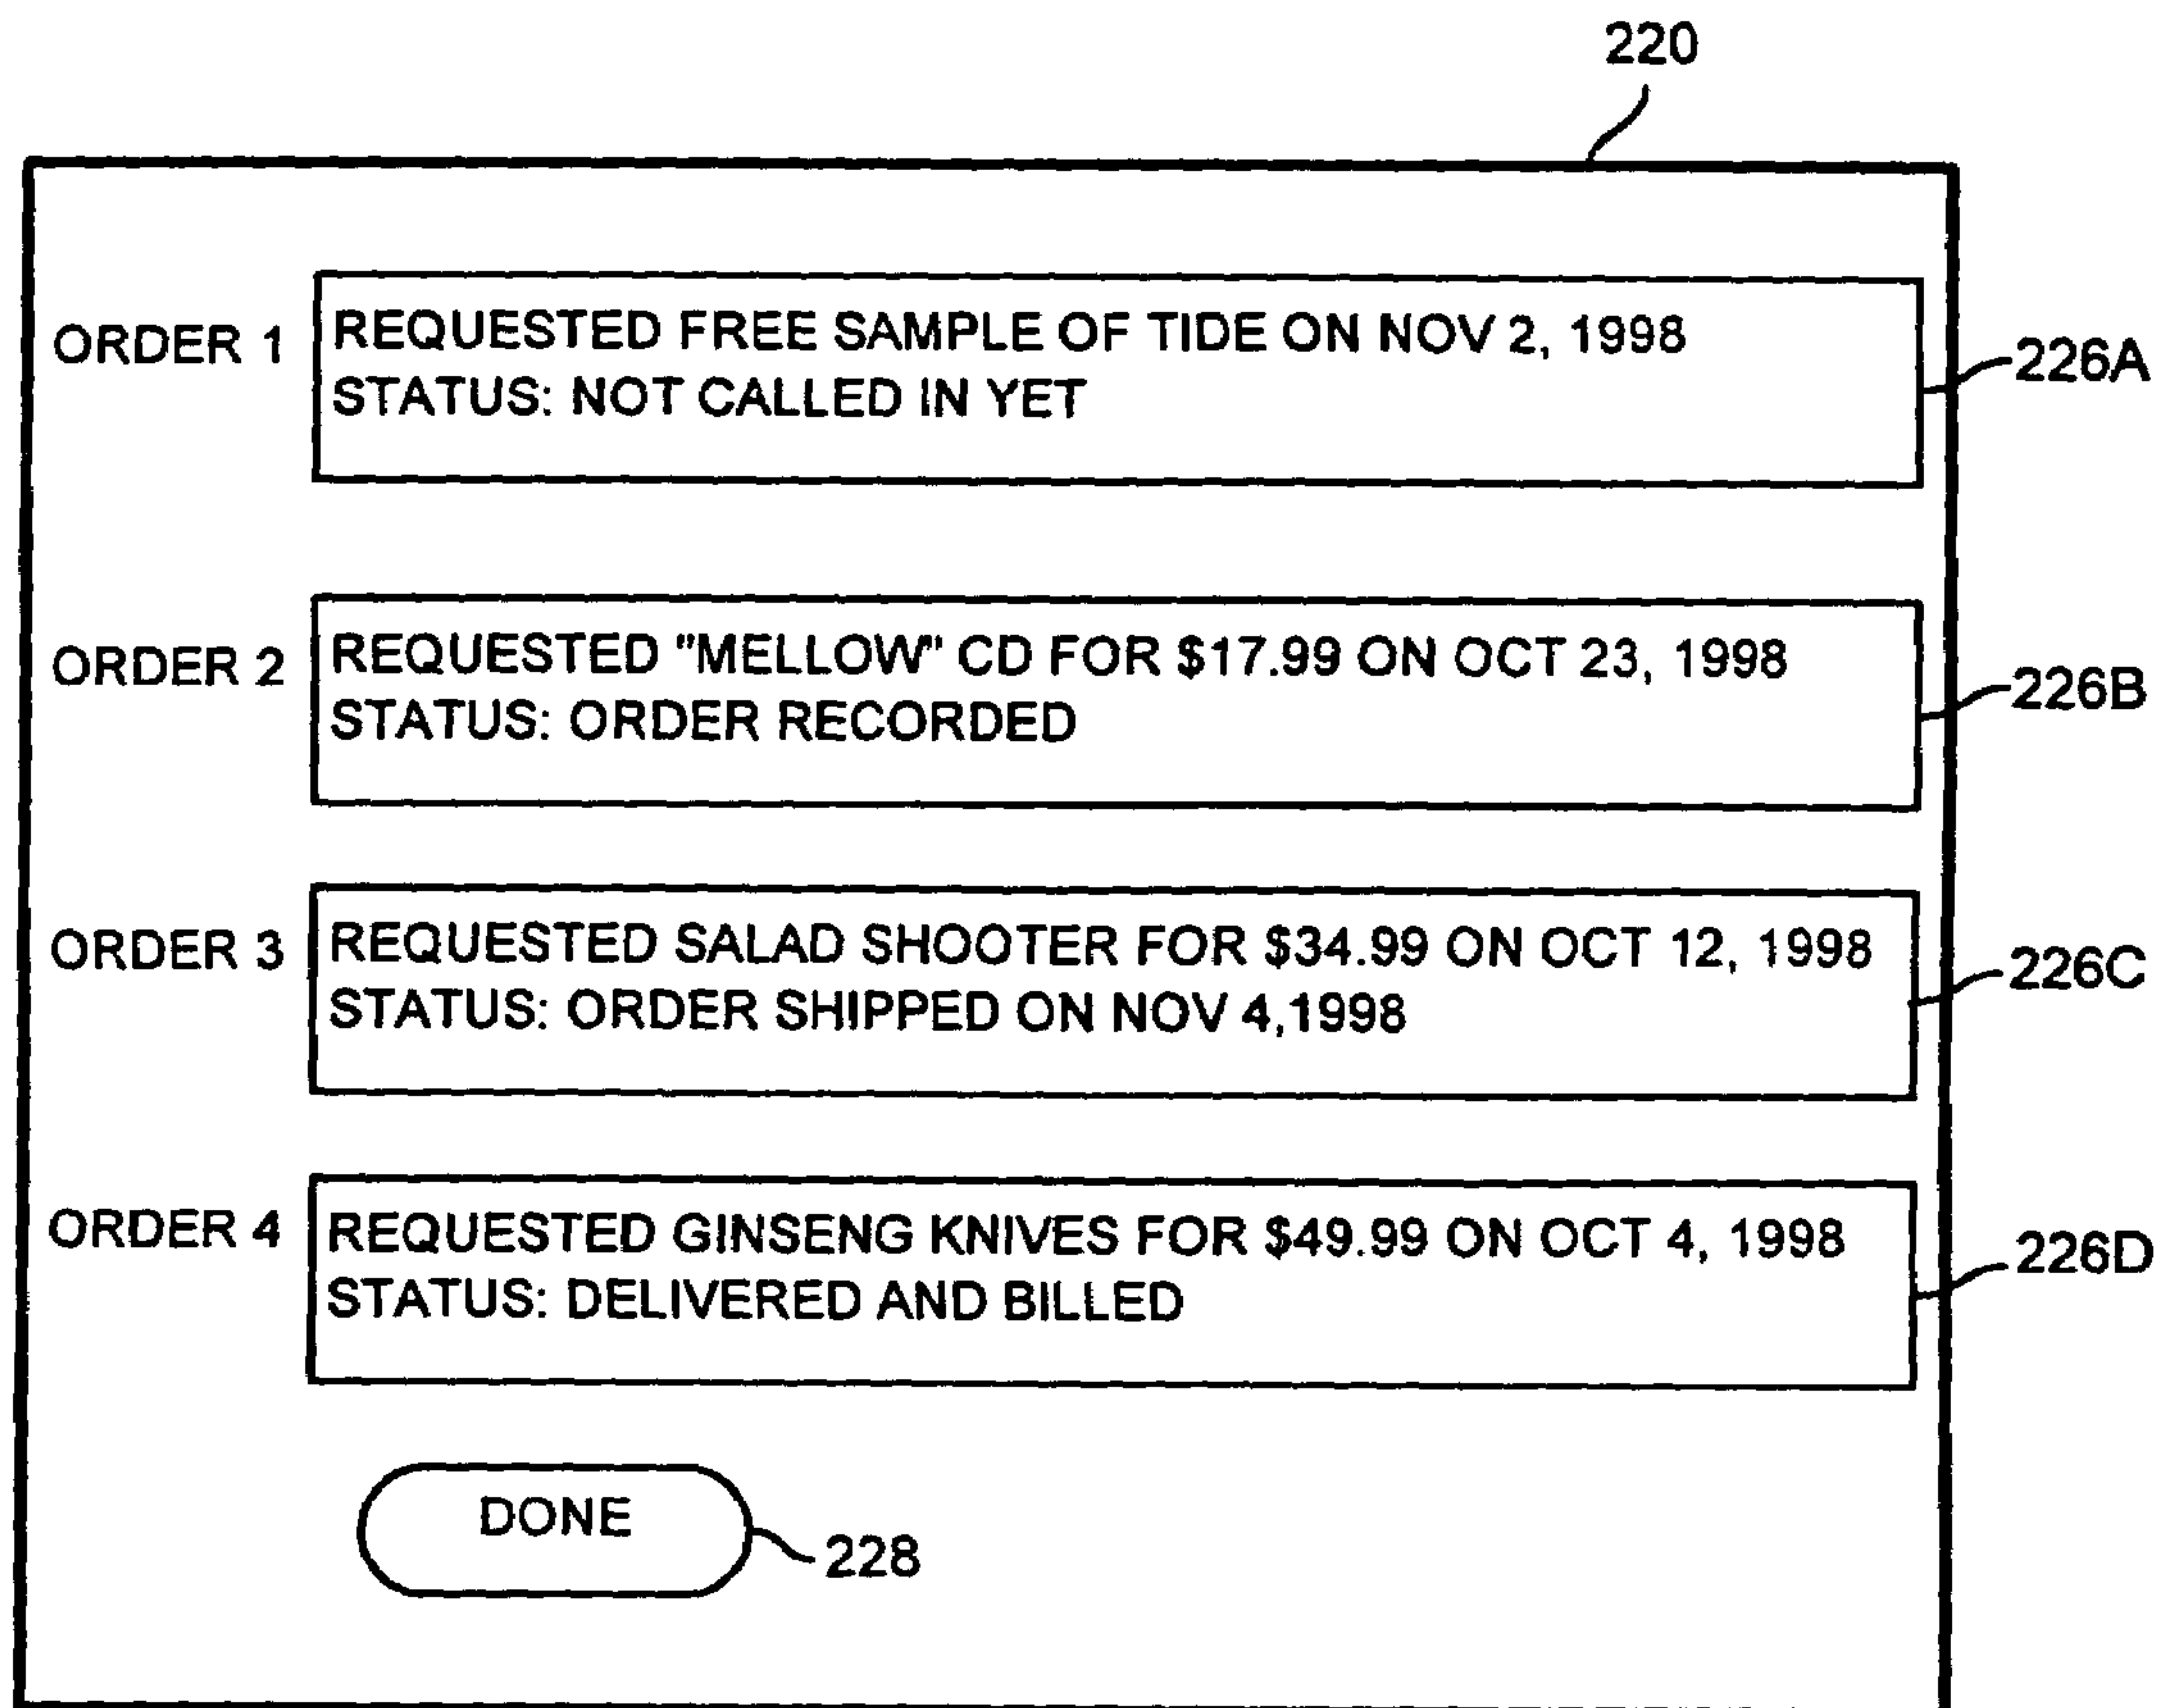 220
ORDER 1
REQUESTED FREE SAMPLE OF TIDE ON NOV 2, 1998
STATUS: NOT CALLED IN YET
226A
ORDER 2
REQUESTED "MELLOW" CD FOR $17.99 ON OCT 23, 1998
STATUS: ORDER RECORDED
226B
ORDER 3
REQUESTED SALAD SHOOTER FOR $34.99 ON OCT 12, 1998
STATUS: ORDER SHIPPED ON NOV 4,1998
226C
ORDER 4
REQUESTED GINSENG KNIVES FOR $49.99 ON OCT 4, 1998
STATUS: DELIVERED AND BILLED
226D
DONE
228